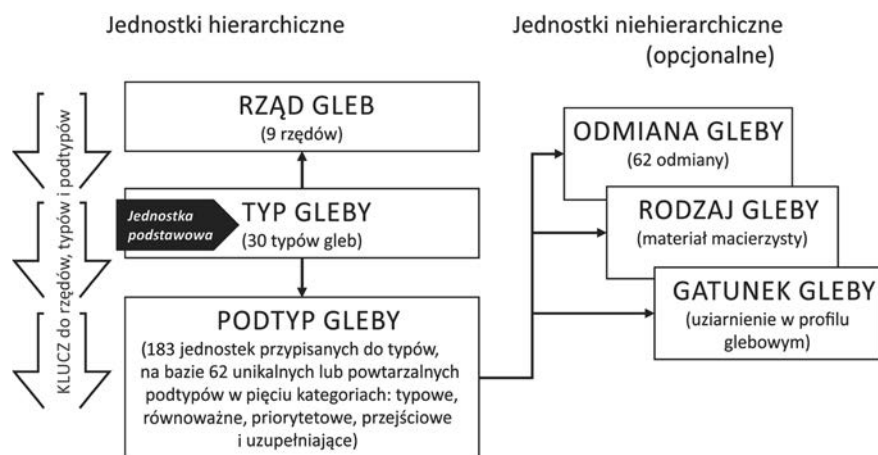 Jednostki hierarchiczne
Jednostki niehierarchiczne
(opcjonalne)
KLUCZ do rzędów, typów i podtypów
RZĄD GLEB
(9 rzędów)
Jednostka
podstawowa
TYP GLEBY
(30 typów gleb)
PODTYP GLEBY
(183 jednostek przypisanych do typów,
na bazie 62 unikalnych lub powtarzalnych
podtypów w pięciu kategoriach: typowe,
równoważne, priorytetowe, przejściowe
i uzupełniające)
ODMIANA GLEBY
(62 odmiany)
RODZAJ GLEBY
(materiał macierzysty)
GATUNEK GLEBY
(uziarnienie w profilu
glebowym)